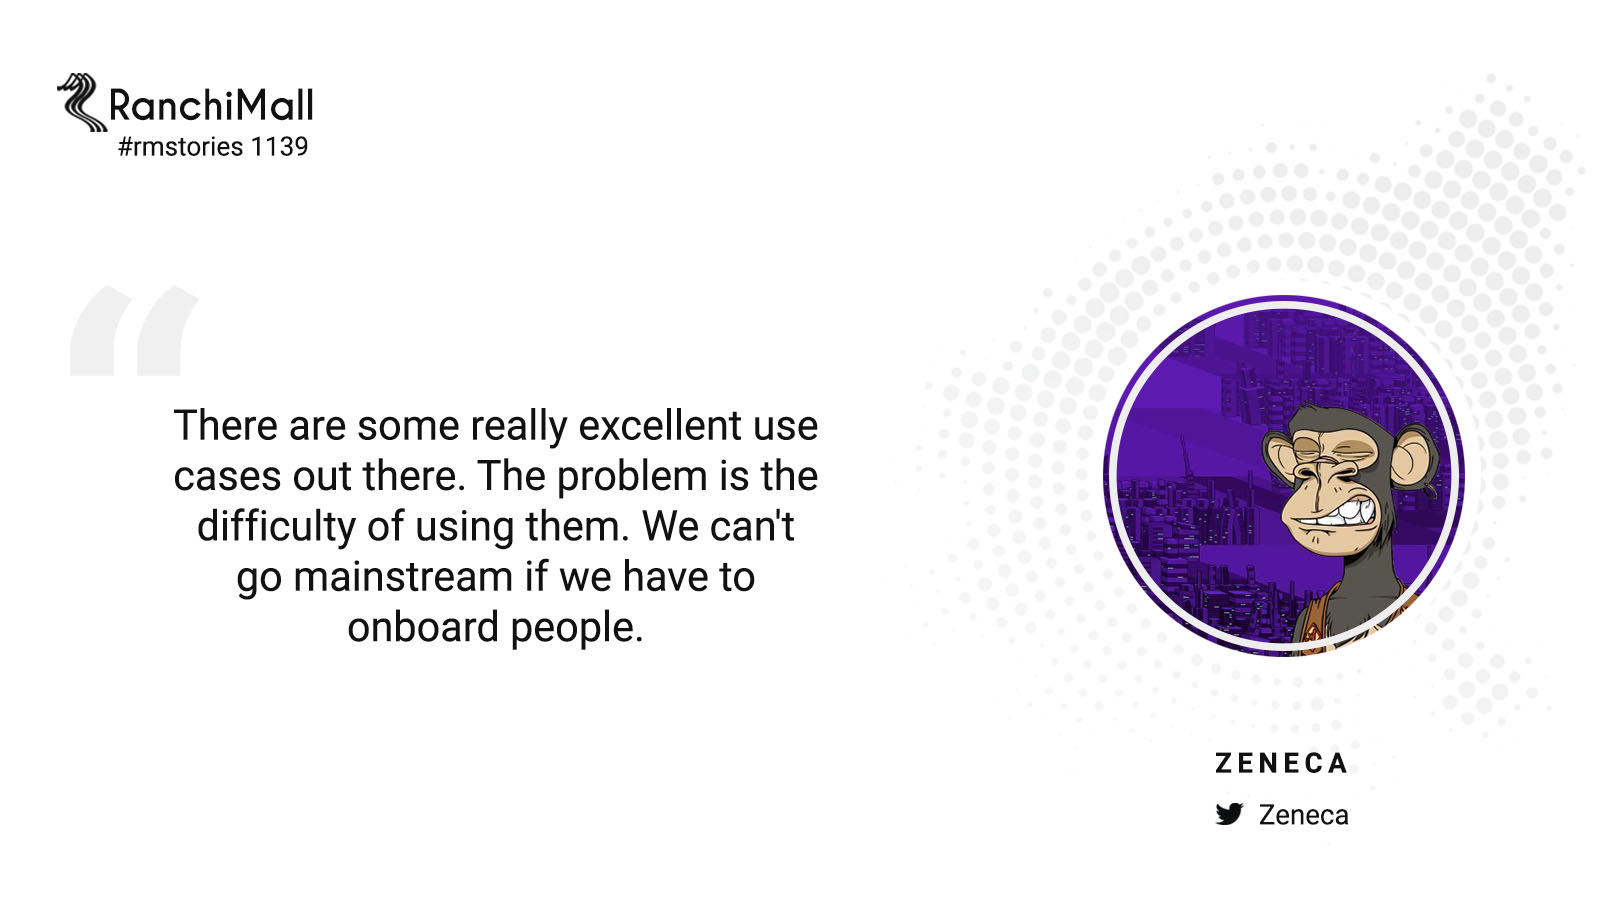 RanchiMall
#rmstories 1139
“
There are some really excellent use
cases out there. The problem is the
difficulty of using them. We can't
go mainstream if we have to
onboard people.
ZENECA
Zeneca